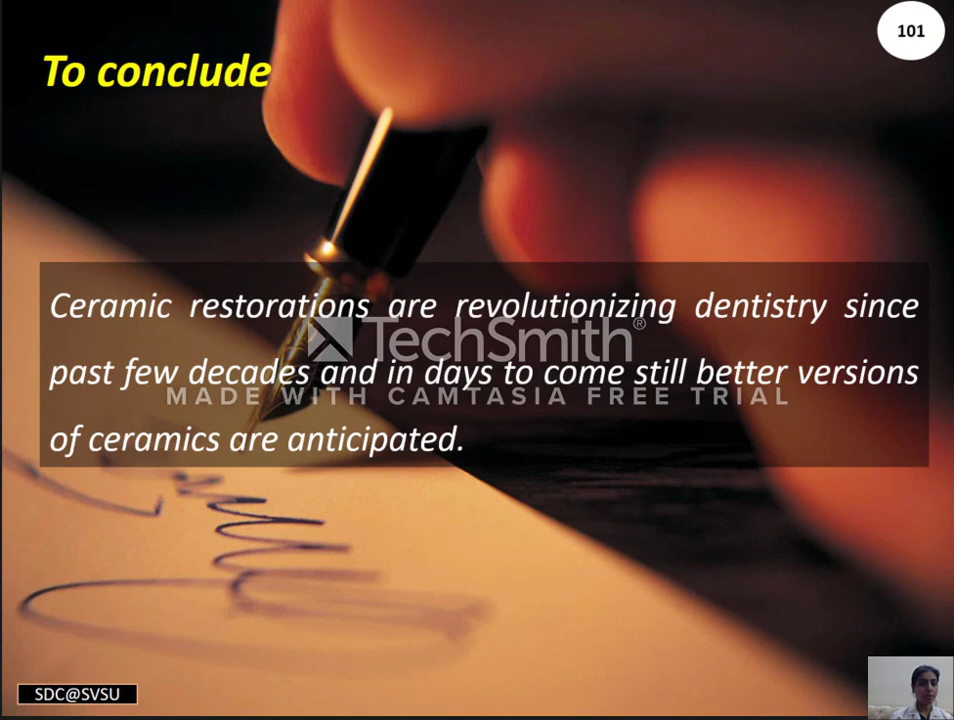 101
To conclude
Ceramic restorations are revolutionizing dentistry since
past few decades and in days to come still better versions
of ceramics are anticipated.
TechSmith®
MADE WITH CAMTASIA FREE TRIAL
SDC@SVSU